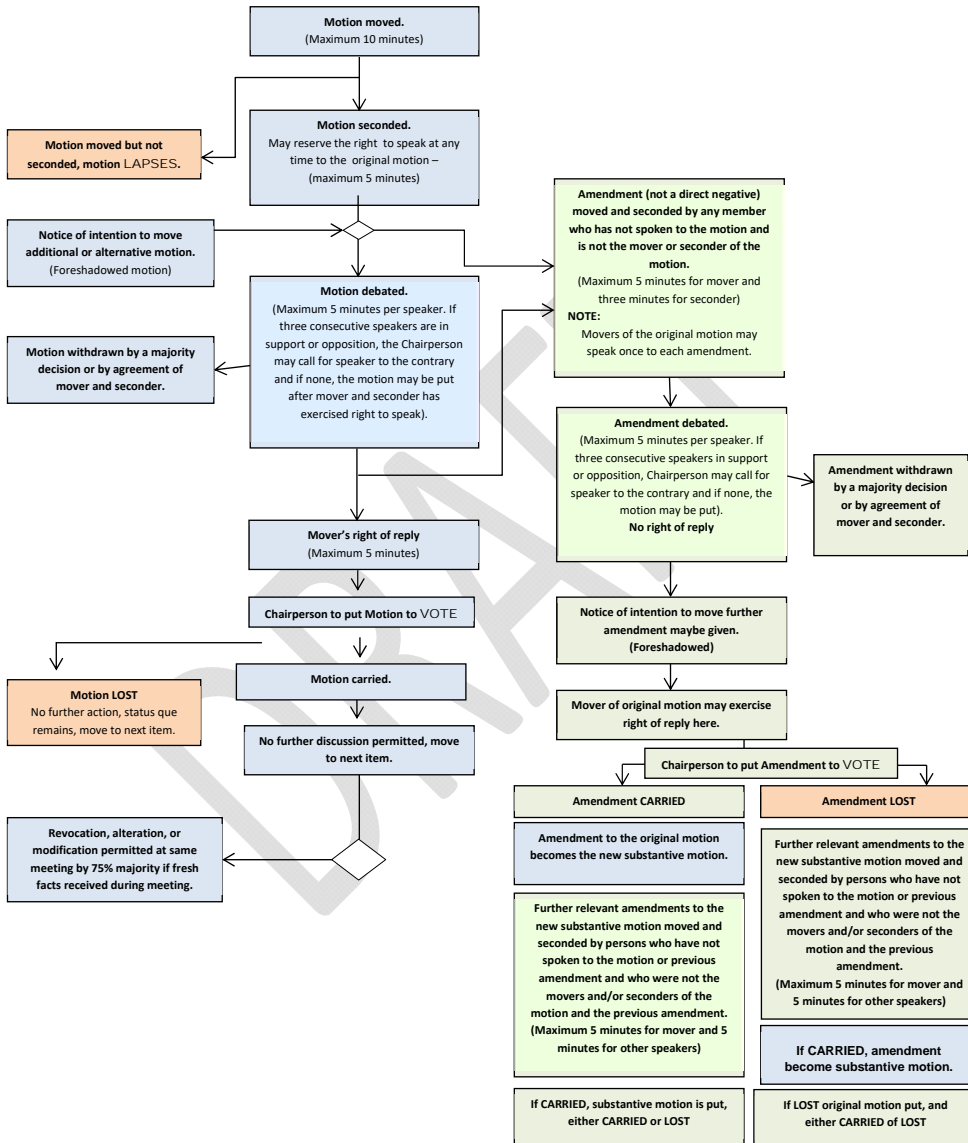 Motion moved.
(Maximum 10 minutes)
Motion moved but not
seconded, motion LAPSES.
Motion seconded.
May reserve the right to speak at any
time to the original motion –
(maximum 5 minutes)
Notice of intention to move
additional or alternative motion.
(Foreshadowed motion)
Motion debated.
(Maximum 5 minutes per speaker. If
three consecutive speakers are in
support or opposition, the Chairperson
may call for speaker to the contrary
and if none, the motion may be put
after mover and seconder has
exercised right to speak).
Motion withdrawn by a majority
decision or by agreement of
mover and seconder.
Mover’s right of reply
(Maximum 5 minutes)
Chairperson to put Motion to VOTE
Motion LOST
No further action, status que
remains, move to next item.
Motion carried.
No further discussion permitted, move
to next item.
Revocation, alteration, or
modification permitted at same
meeting by 75% majority if fresh
facts received during meeting.
Amendment (not a direct negative)
moved and seconded by any member
who has not spoken to the motion and
is not the mover or seconder of the
motion.
(Maximum 5 minutes for mover and
three minutes for seconder)
NOTE:
Movers of the original motion may
speak once to each amendment.
Amendment debated.
(Maximum 5 minutes per speaker. If
three consecutive speakers in support
or opposition, Chairperson may call for
speaker to the contrary and if none, the
motion may be put).
No right of reply
Amendment withdrawn
by a majority decision
or by agreement of
mover and seconder.
Notice of intention to move further
amendment maybe given.
(Foreshadowed)
Mover of original motion may exercise
right of reply here.
Chairperson to put Amendment to VOTE
Amendment CARRIED
Amendment to the original motion
becomes the new substantive motion.
Further relevant amendments to the
new substantive motion moved and
seconded by persons who have not
spoken to the motion or previous
amendment and who were not the
movers and/or seconders of the
motion and the previous amendment.
(Maximum 5 minutes for mover and 5
minutes for other speakers)
If CARRIED, substantive motion is put,
either CARRIED or LOST
Amendment LOST
Further relevant amendments to the
new substantive motion moved and
seconded by persons who have not
spoken to the motion or previous
amendment and who were not the
movers and/or seconders of the
motion and the previous
amendment.
(Maximum 5 minutes for mover and
5 minutes for other speakers)
If CARRIED, amendment
become substantive motion.
If LOST original motion put, and
either CARRIED of LOST
DRAFT